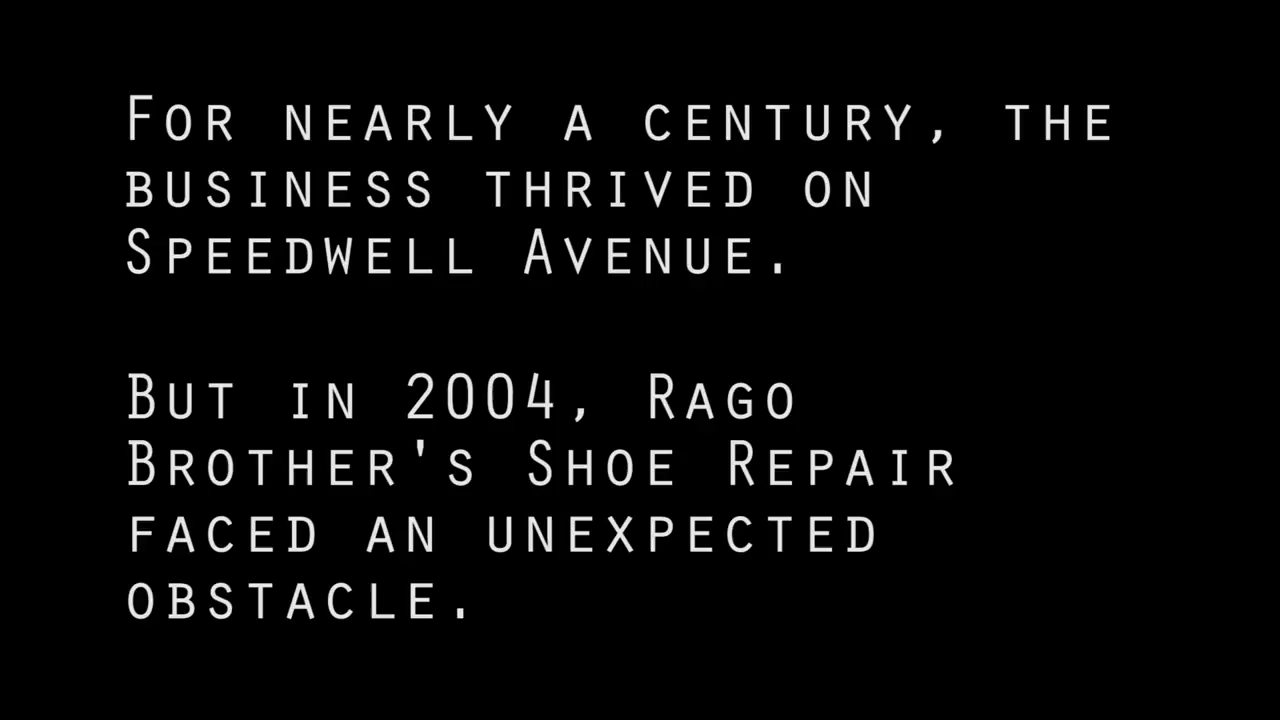 For nearly a century, the
business thrived on
Speedwell Avenue.
But in 2004, Rago
Brother's Shoe Repair
faced an unexpected
obstacle.